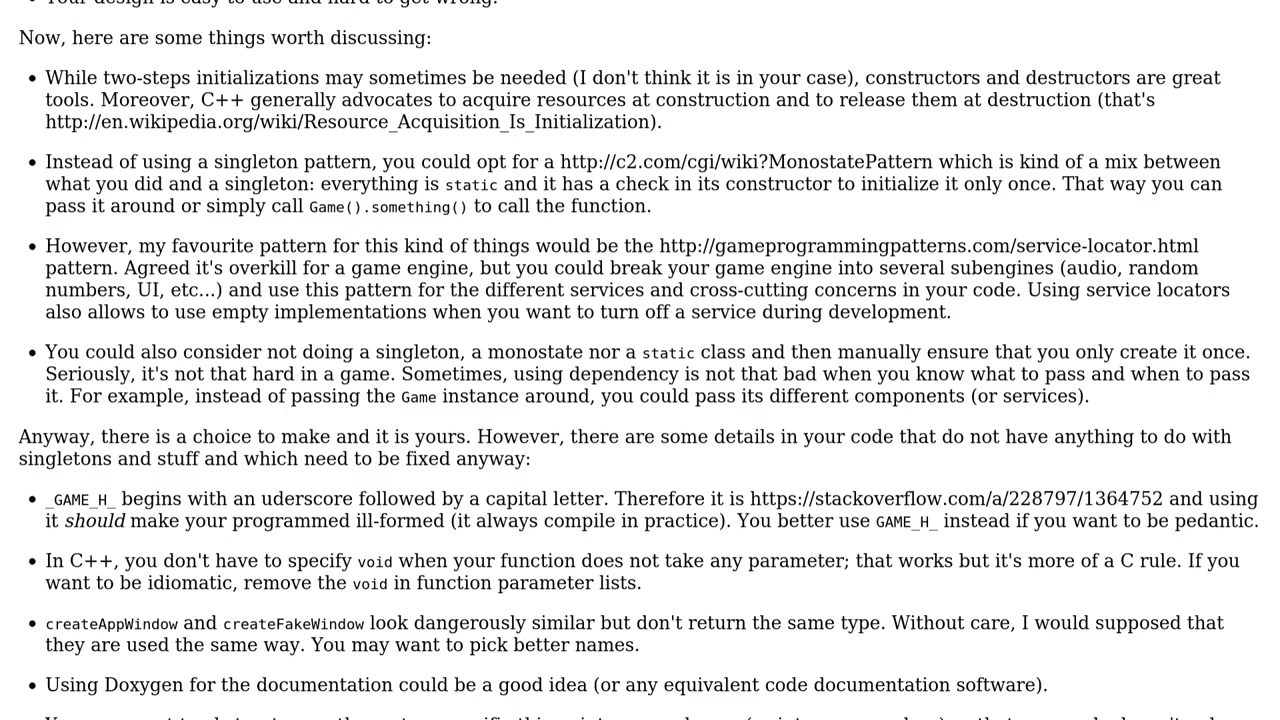 • Your design is easy to use and hard to get wrong.
Now, here are some things worth discussing:
• While two-steps initializations may sometimes be needed (I don't think it is in your case), constructors and destructors are great
tools. Moreover, C++ generally advocates to acquire resources at construction and to release them at destruction (that's
http://en.wikipedia.org/wiki/Resource_Acquisition_Is_Initialization).
• Instead of using a singleton pattern, you could opt for a http://c2.com/cgi/wiki?MonostatePattern which is kind of a mix between
what you did and a singleton: everything is static and it has a check in its constructor to initialize it only once. That way you can
pass it around or simply call Game().something() to call the function.
• However, my favourite pattern for this kind of things would be the http://gameprogrammingpatterns.com/service-locator.html
pattern. Agreed it's overkill for a game engine, but you could break your game engine into several subengines (audio, random
numbers, UI, etc...) and use this pattern for the different services and cross-cutting concerns in your code. Using service locators
also allows to use empty implementations when you want to turn off a service during development.
• You could also consider not doing a singleton, a monostate nor a static class and then manually ensure that you only create it once.
Seriously, it's not that hard in a game. Sometimes, using dependency is not that bad when you know what to pass and when to pass
it. For example, instead of passing the Game instance around, you could pass its different components (or services).
Anyway, there is a choice to make and it is yours. However, there are some details in your code that do not have anything to do with
singletons and stuff and which need to be fixed anyway:
• _GAME_H_ begins with an uderscore followed by a capital letter. Therefore it is https://stackoverflow.com/a/228797/1364752 and using
it should make your programmed ill-formed (it always compile in practice). You better use GAME_H_ instead if you want to be pedantic.
• In C++, you don't have to specify void when your function does not take any parameter; that works but it's more of a C rule. If you
want to be idiomatic, remove the void in function parameter lists.
• createAppWindow and createFakeWindow look dangerously similar but don't return the same type. Without care, I would supposed that
they are used the same way. You may want to pick better names.
• Using Doxygen for the documentation could be a good idea (or any equivalent code documentation software).